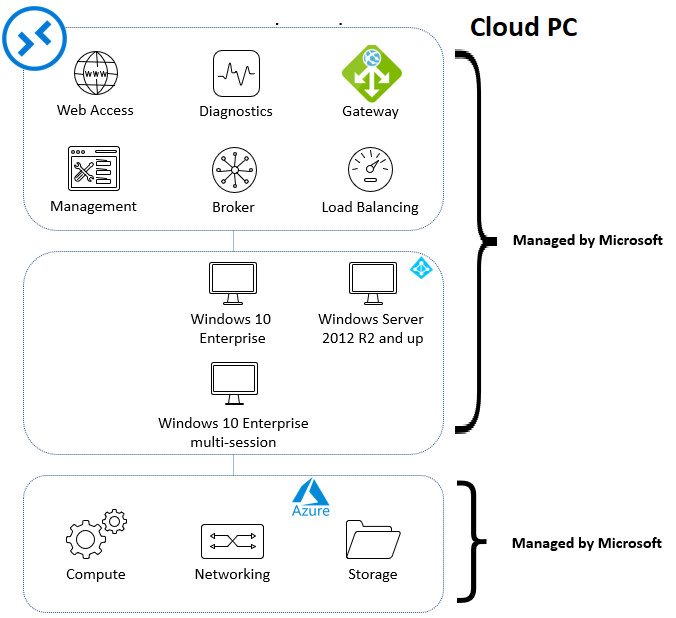 Cloud PC
WWW
Web Access
Diagnostics
Gateway
Management
Broker
Load Balancing
Managed by Microsoft
Windows 10
Enterprise
Windows Server
2012 R2 and up
Windows 10 Enterprise
multi-session
Azure
Compute
Networking
Storage
Managed by Microsoft